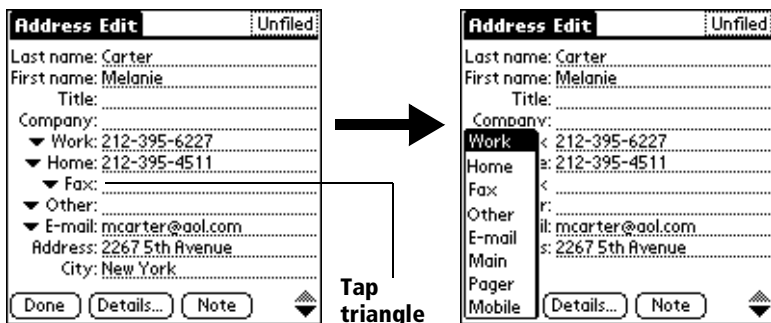 Address Edit Unfiled
Last name: Carter
First name: Melanie
Title:
Company:
Work: 212-395-6227
Home: 212-395-4511
Fax:
Other:
E-mail: mcarter@aol.com
Address: 2267 5th Avenue
City: New York
Done Details... Note
Tap
triangle
Address Edit Unfiled
Last name: Carter
First name: Melanie
Title:
Company:
Work 212-395-6227
Home e: 212-395-4511
Fax
Other r:
E-mail il: mcarter@aol.com
Main s: 2267 5th Avenue
Pager
Mobile Details... Note